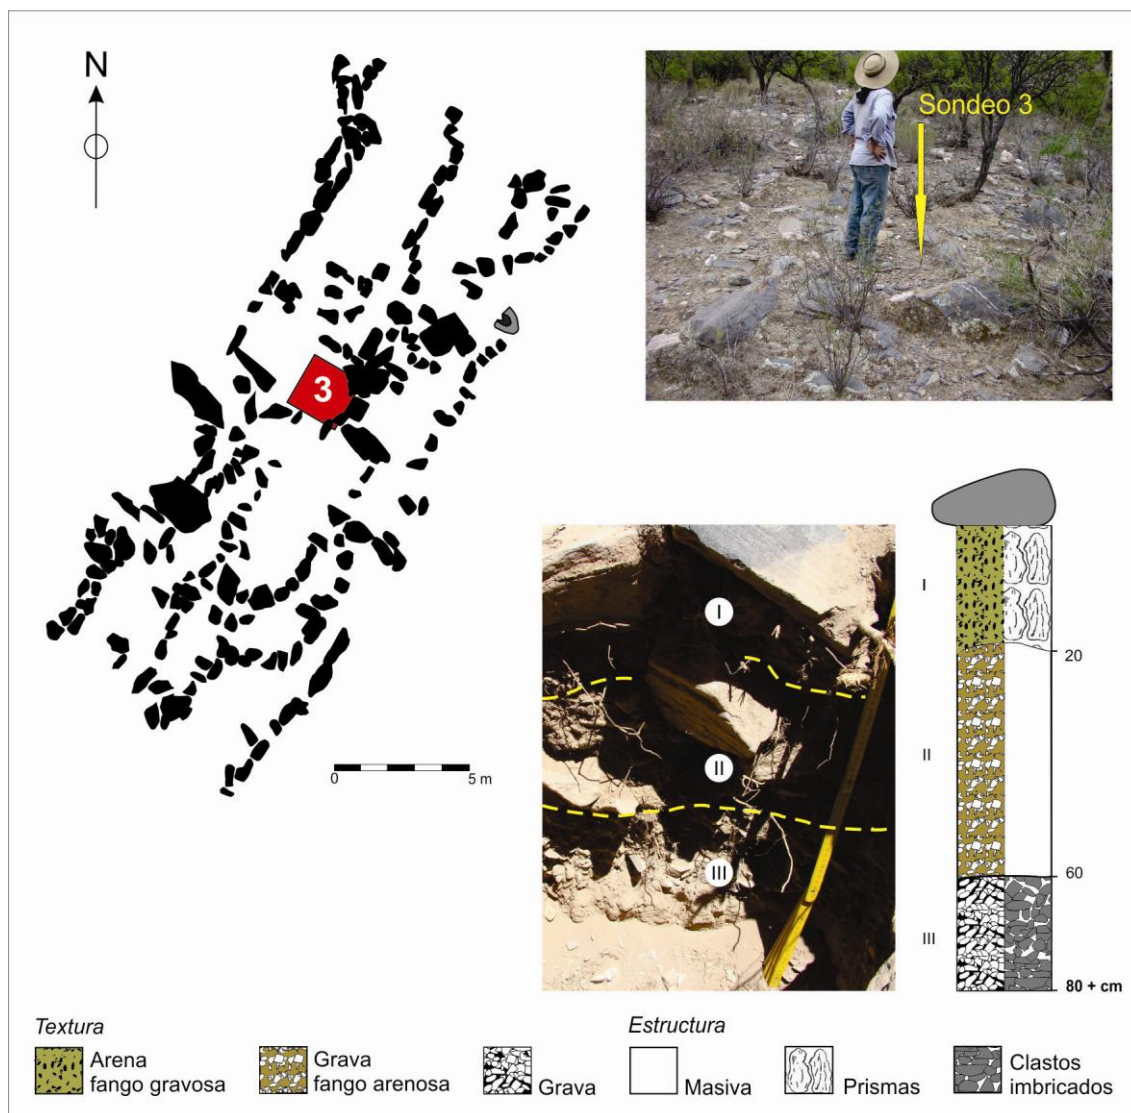 N
Sondeo 3
3
0
5 m
I
II
III
I
II
III
20
60
80 + cm
Textura
Estructura
Arena
fango gravosa
Grava
fango arenosa
Grava
Masiva
Prismas
Clastos
imbricados